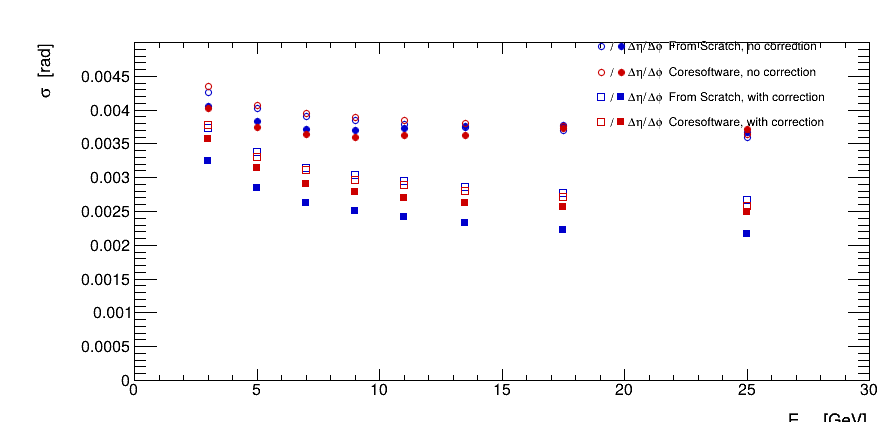 σ [rad]
/ Δη/Δϕ From Scratch, no correction
/ Δη/Δϕ Coresoftware, no correction
/ Δη/Δϕ From Scratch, with correction
/ Δη/Δϕ Coresoftware, with correction
0.0045
0.004
0.0035
0.003
0.0025
0.002
0.0015
0.001
0.0005
0
0 5 10 15 20 25 30
E [GeV]